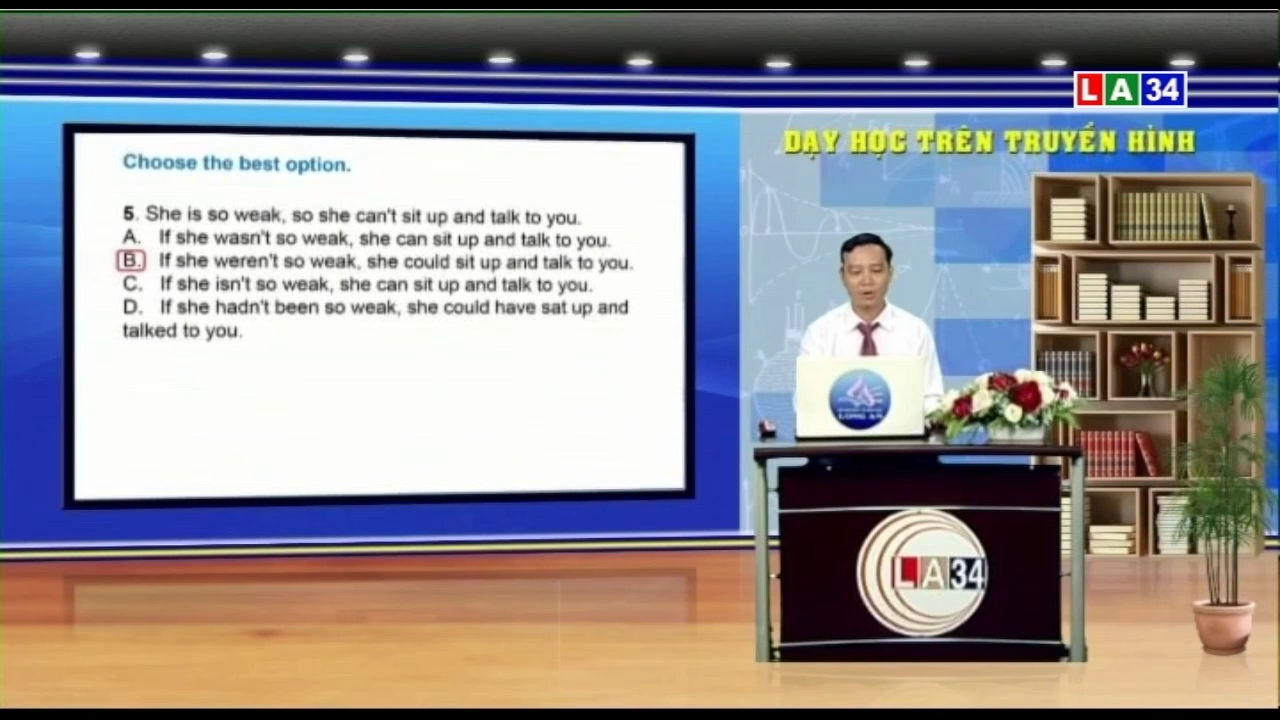 LA34
DẠY HỌC TRÊN TRUYỀN HÌNH
Choose the best option.
5. She is so weak, so she can't sit up and talk to you.
A. If she wasn't so weak, she can sit up and talk to you.
B. If she weren't so weak, she could sit up and talk to you.
C. If she isn't so weak, she can sit up and talk to you.
D. If she hadn't been so weak, she could have sat up and
talked to you.
LONG AN
LA34